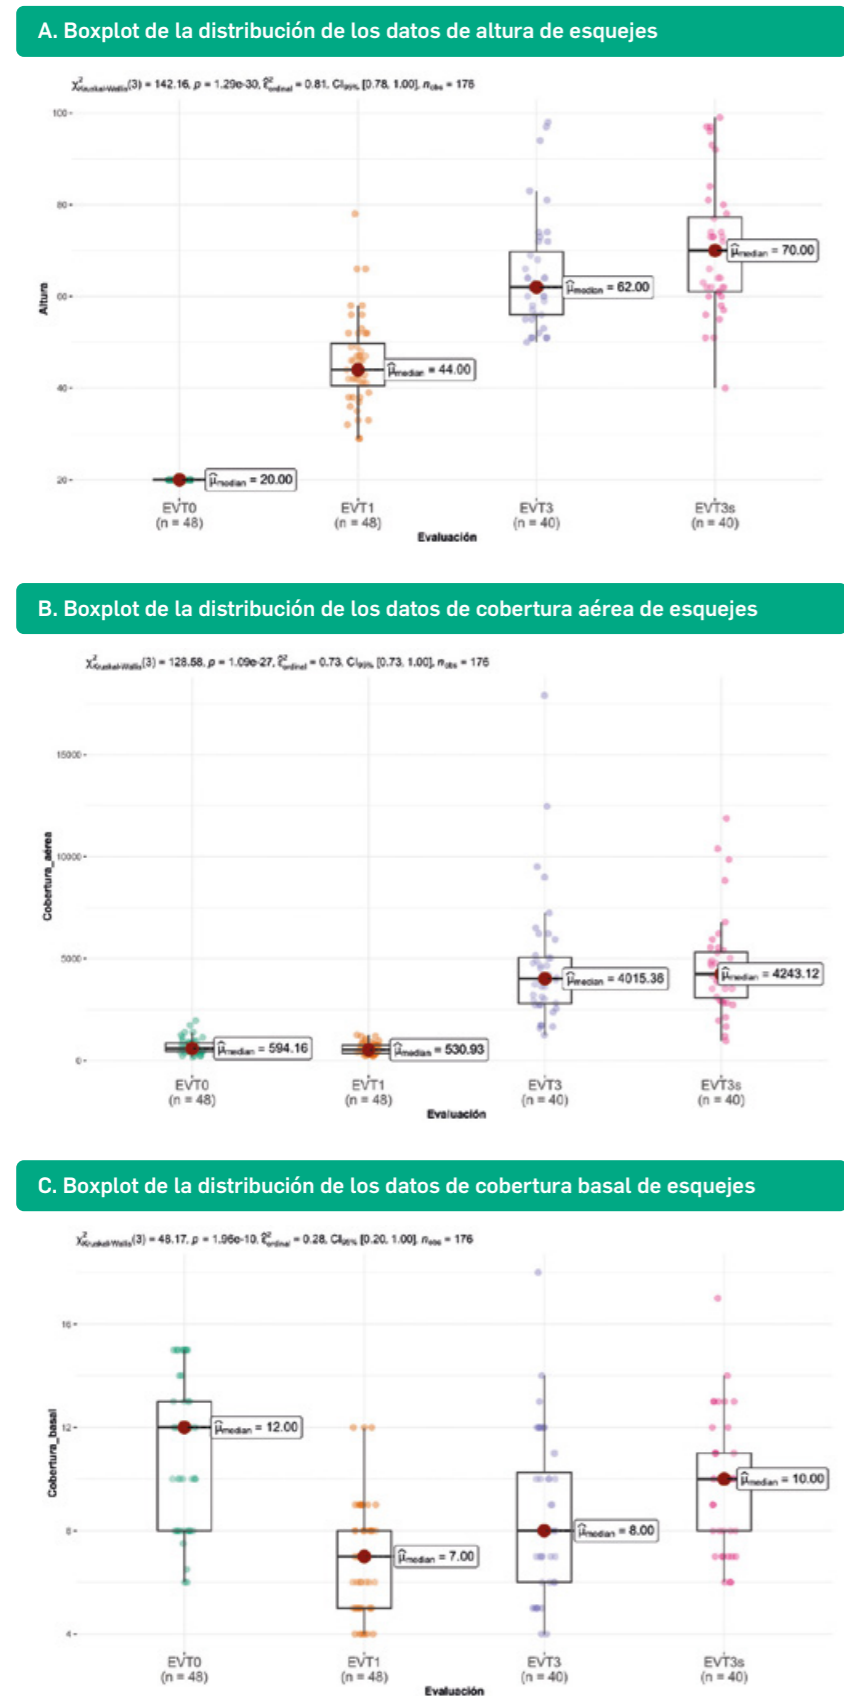 A. Boxplot de la distribución de los datos de altura de esquejes
χ²Kruskal-Wallis(3) = 142.16, p = 1.29e-30, ε̂²ordinal = 0.81, CI95% [0.78, 1.00], nobs = 176
100
80
60
40
20
Altura
μ̂median = 70.00
μ̂median = 62.00
μ̂median = 44.00
μ̂median = 20.00
EVT0 EVT1 EVT3 EVT3s
(n = 48) (n = 48) (n = 40) (n = 40)
Evaluación
B. Boxplot de la distribución de los datos de cobertura aérea de esquejes
χ²Kruskal-Wallis(3) = 128.58, p = 1.09e-27, ε̂²ordinal = 0.73, CI95% [0.73, 1.00], nobs = 176
15000
10000
5000
0
Cobertura_aérea
μ̂median = 594.16
μ̂median = 530.93
μ̂median = 4015.36
μ̂median = 4243.12
EVT0 EVT1 EVT3 EVT3s
(n = 48) (n = 48) (n = 40) (n = 40)
Evaluación
C. Boxplot de la distribución de los datos de cobertura basal de esquejes
χ²Kruskal-Wallis(3) = 48.17, p = 1.96e-10, ε̂²ordinal = 0.28, CI95% [0.20, 1.00], nobs = 176
16
12
8
4
Cobertura_basal
μ̂median = 12.00
μ̂median = 7.00
μ̂median = 8.00
μ̂median = 10.00
EVT0 EVT1 EVT3 EVT3s
(n = 48) (n = 48) (n = 40) (n = 40)
Evaluación